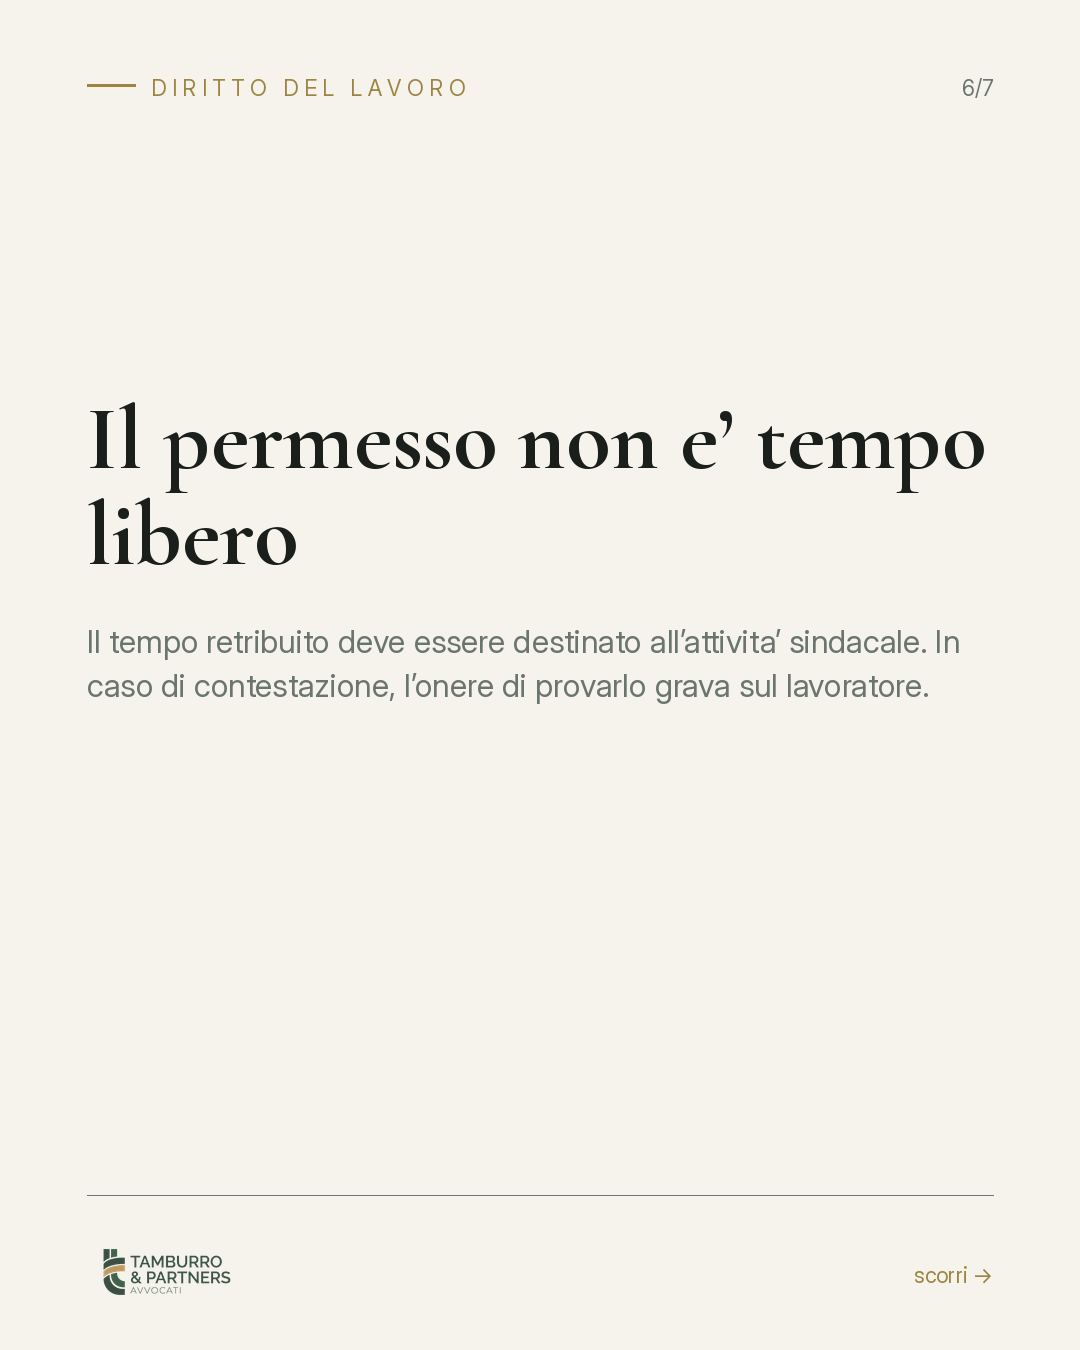 DIRITTO DEL LAVORO
6/7
Il permesso non e’ tempo
libero
Il tempo retribuito deve essere destinato all’attivita’ sindacale. In
caso di contestazione, l’onere di provarlo grava sul lavoratore.
TAMBURRO
& PARTNERS
AVVOCATI
scorri →